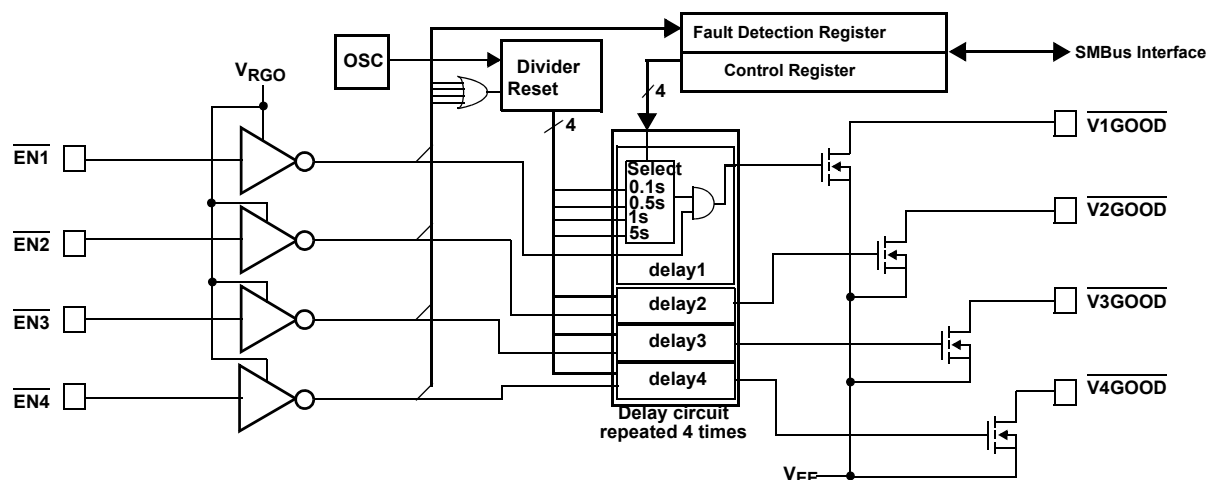 Fault Detection Register
Control Register
SMBus Interface
OSC
Divider
Reset
4
4
VRGO
EN1
EN2
EN3
EN4
Select
0.1s
0.5s
1s
5s
delay1
delay2
delay3
delay4
Delay circuit
repeated 4 times
V1GOOD
V2GOOD
V3GOOD
V4GOOD